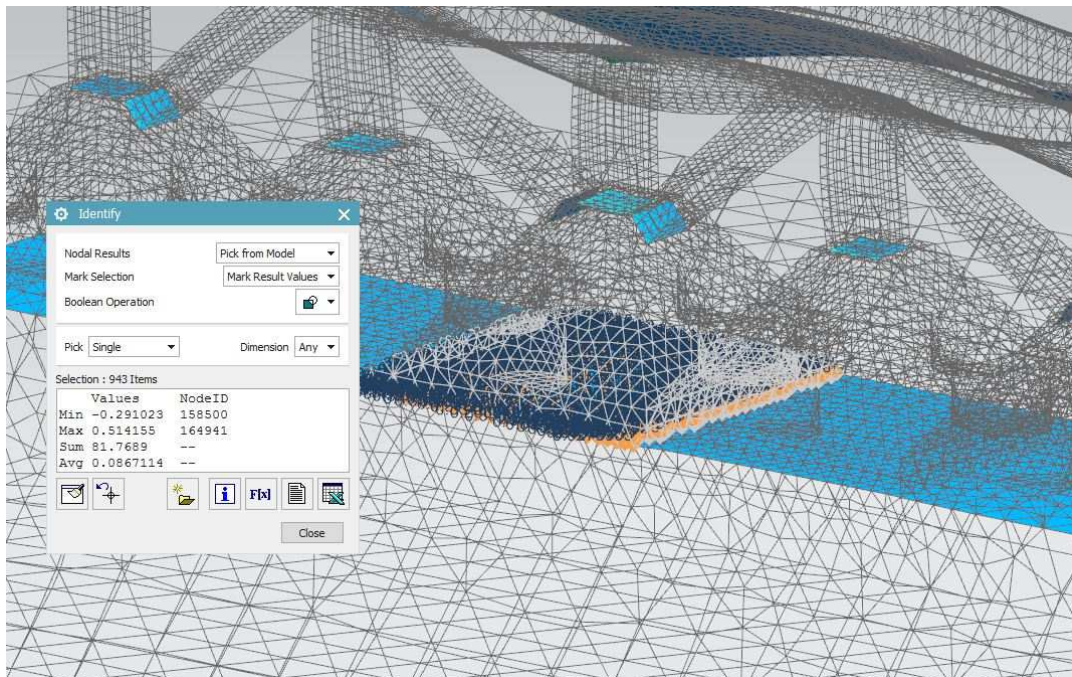 Identify
Nodal Results Pick from Model
Mark Selection Mark Result Values
Boolean Operation
Pick Single Dimension Any
Selection : 943 Items
Values NodeID
Min -0.291023 158500
Max 0.514155 164941
Sum 81.7689 --
Avg 0.0867114 --
i F[x]
Close